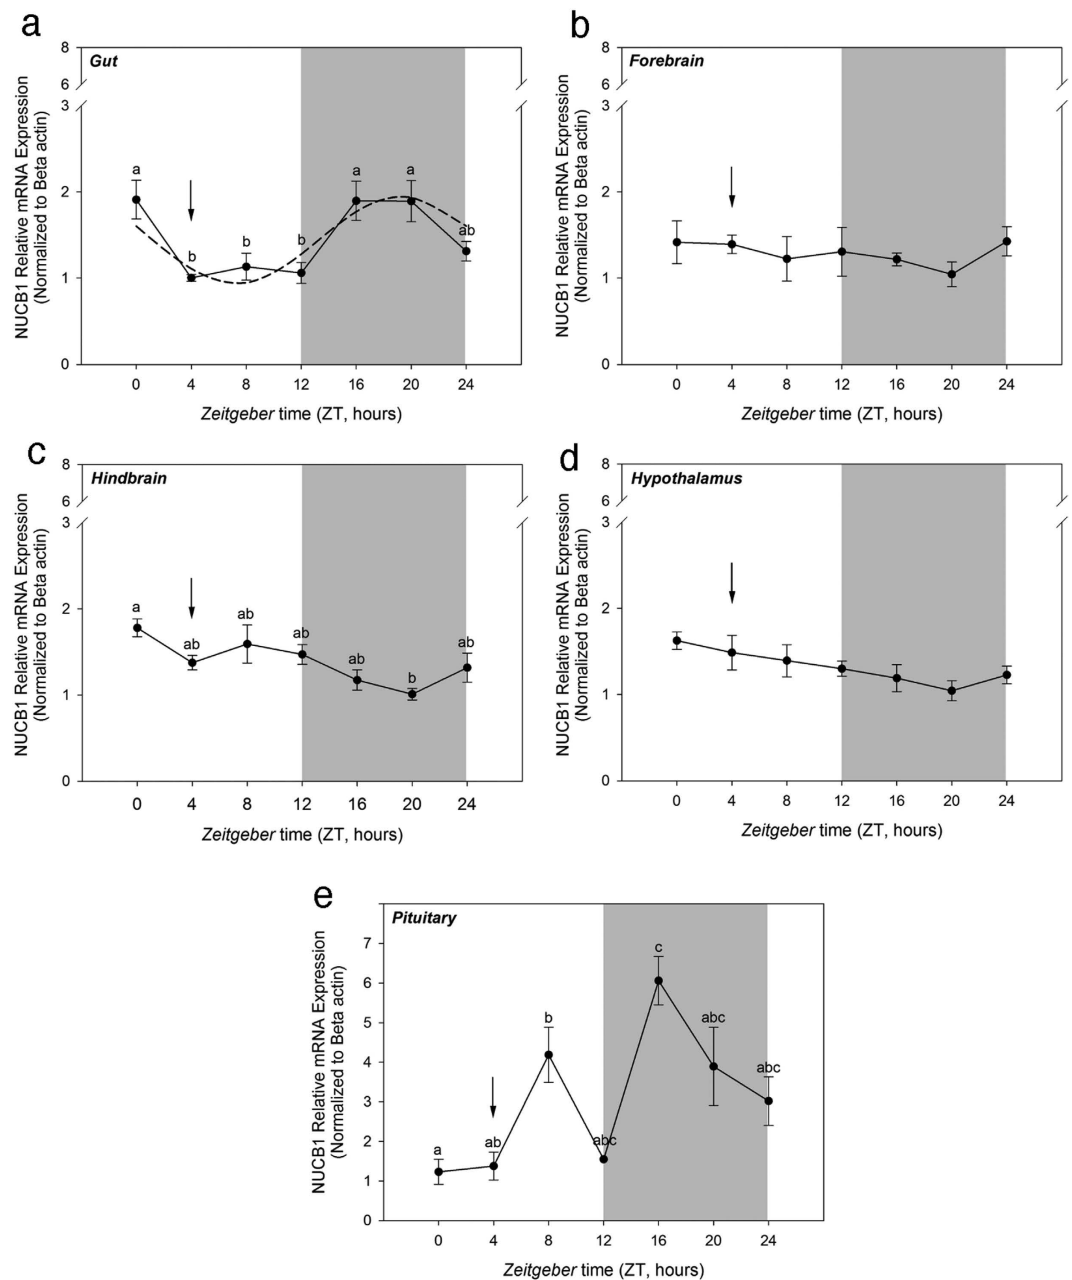 a
Gut
NUCB1 Relative mRNA Expression
(Normalized to Beta actin)
8
6
3
2
1
0
a
b
b
b
a
a
ab
0 4 8 12 16 20 24
Zeitgeber time (ZT, hours)
b
Forebrain
NUCB1 Relative mRNA Expression
(Normalized to Beta actin)
8
6
3
2
1
0
0 4 8 12 16 20 24
Zeitgeber time (ZT, hours)
c
Hindbrain
NUCB1 Relative mRNA Expression
(Normalized to Beta actin)
8
6
3
2
1
0
a
ab
ab
ab
ab
b
ab
0 4 8 12 16 20 24
Zeitgeber time (ZT, hours)
d
Hypothalamus
NUCB1 Relative mRNA Expression
(Normalized to Beta actin)
8
6
3
2
1
0
0 4 8 12 16 20 24
Zeitgeber time (ZT, hours)
e
Pituitary
NUCB1 Relative mRNA Expression
(Normalized to Beta actin)
7
6
5
4
3
2
1
0
a
ab
b
abc
c
abc
abc
0 4 8 12 16 20 24
Zeitgeber time (ZT, hours)